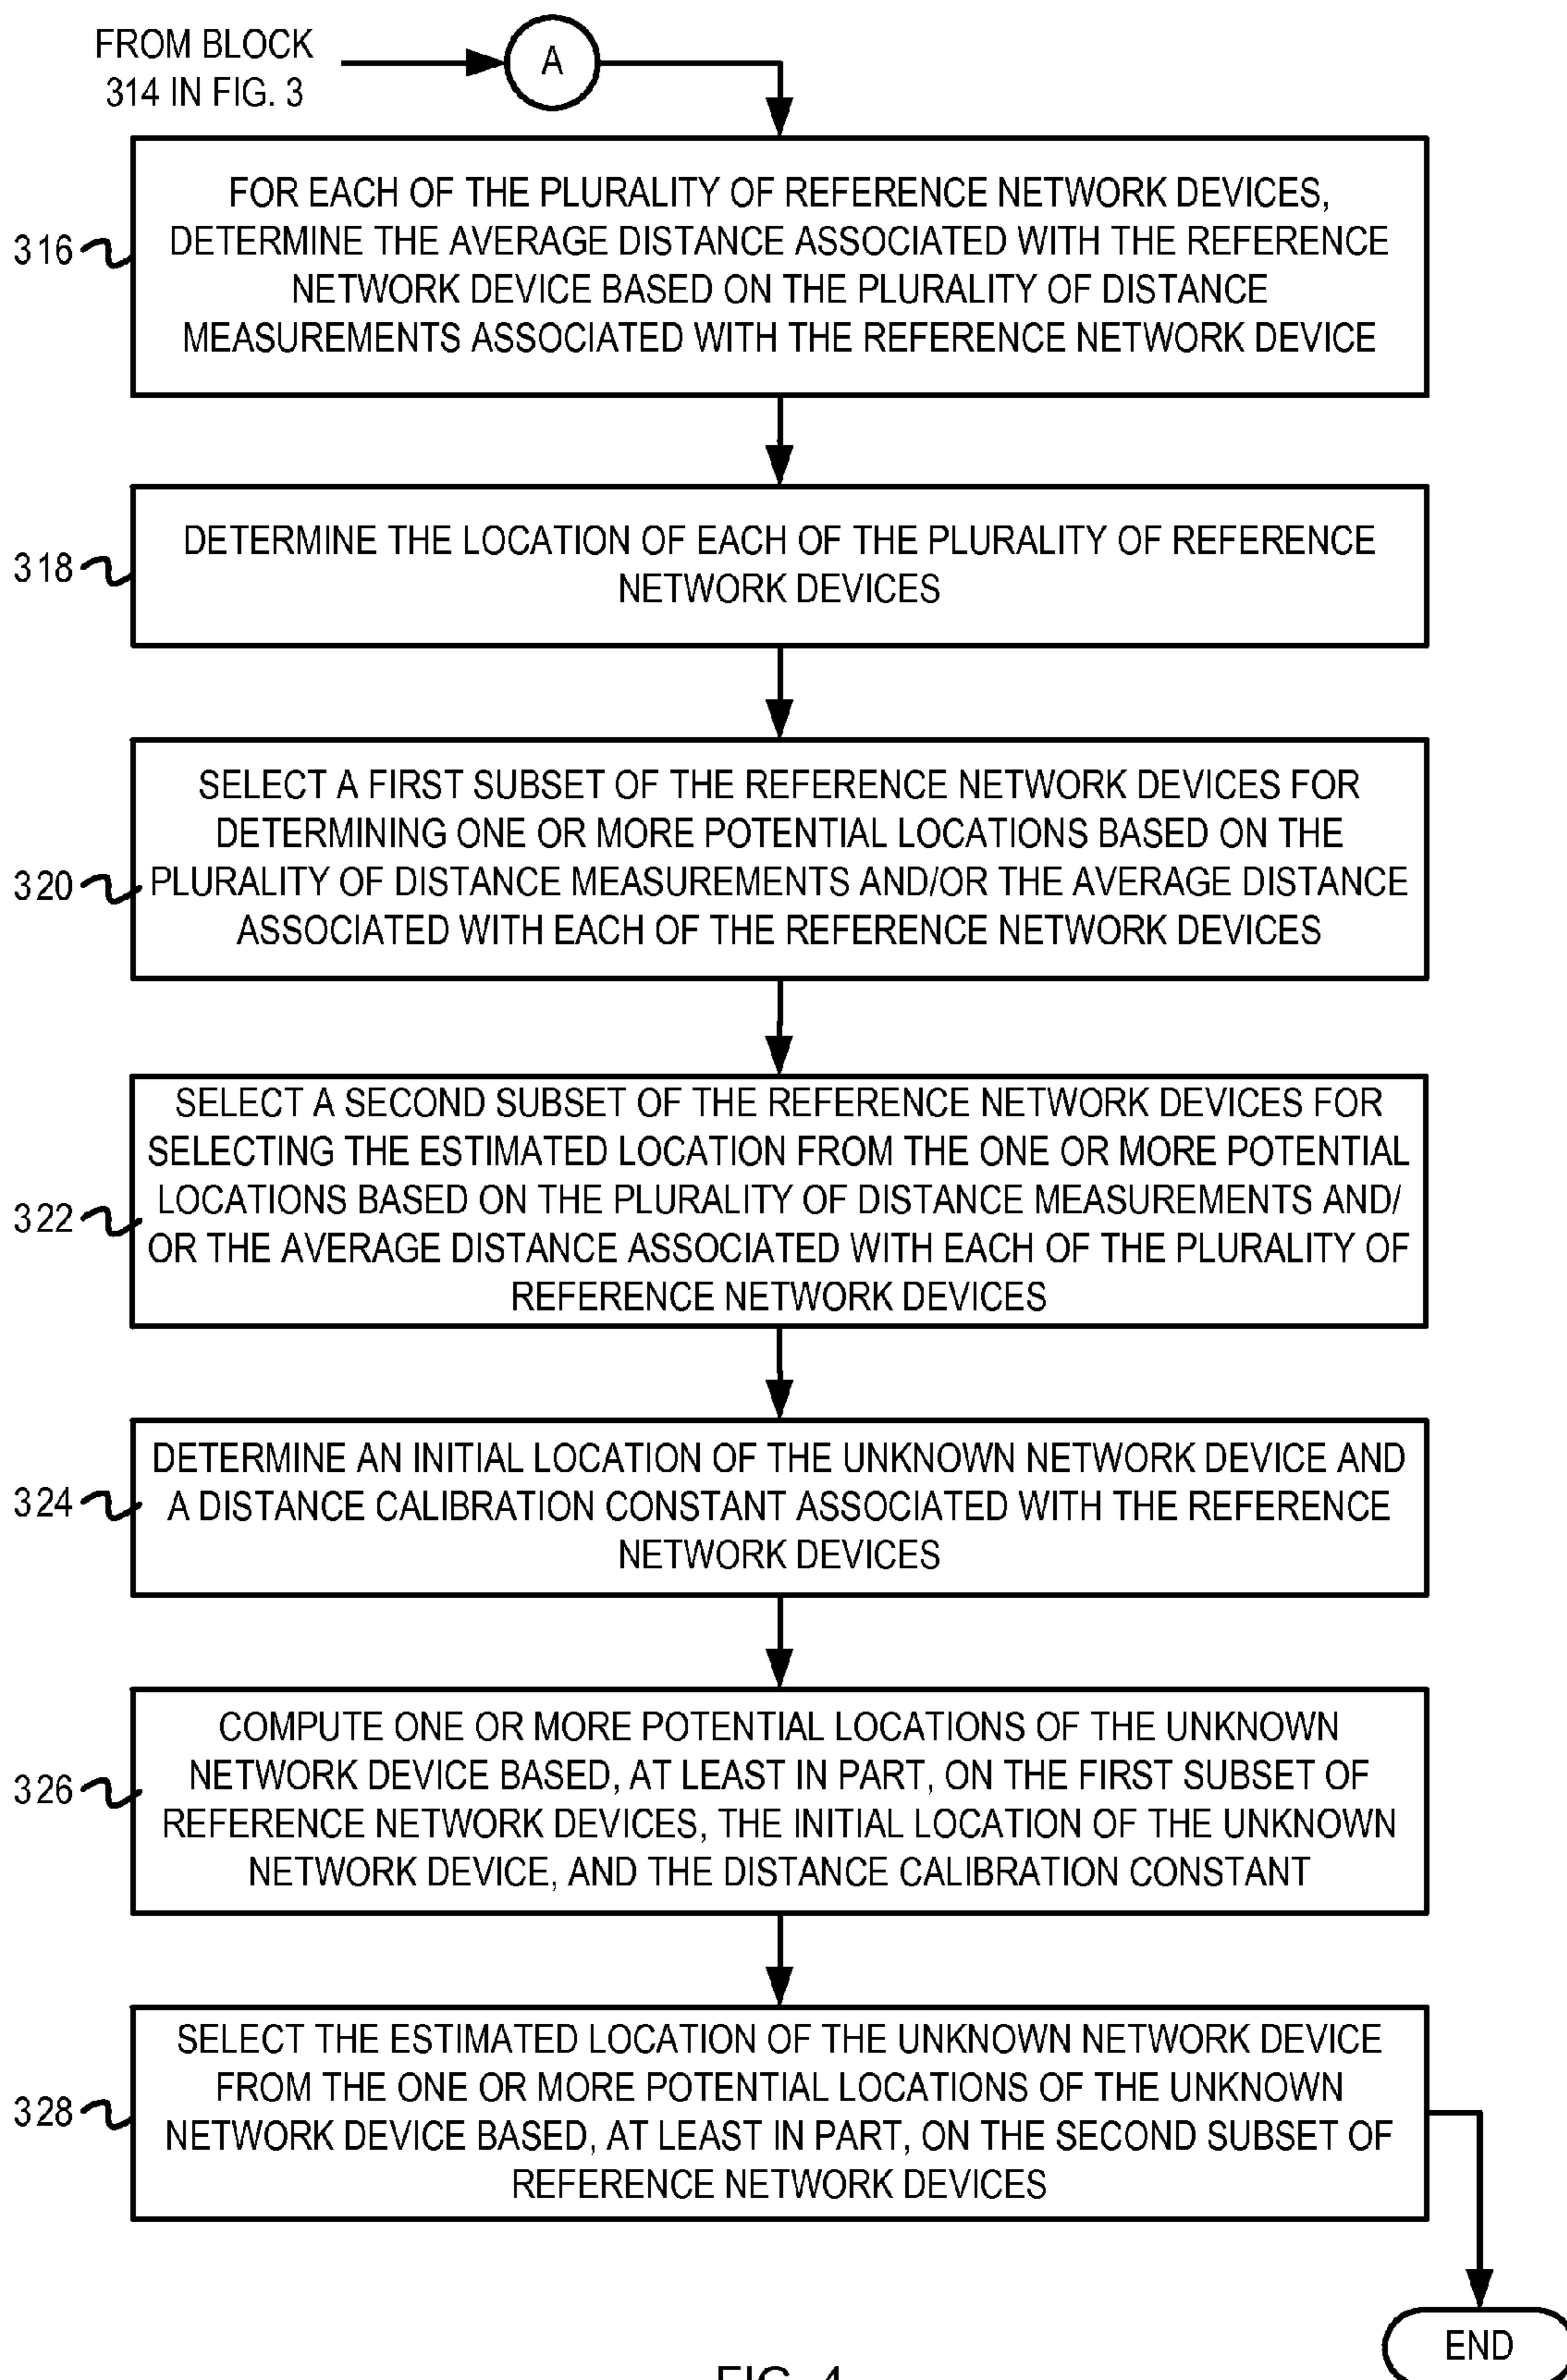 FROM BLOCK
314 IN FIG. 3
A
316
FOR EACH OF THE PLURALITY OF REFERENCE NETWORK DEVICES,
DETERMINE THE AVERAGE DISTANCE ASSOCIATED WITH THE REFERENCE
NETWORK DEVICE BASED ON THE PLURALITY OF DISTANCE
MEASUREMENTS ASSOCIATED WITH THE REFERENCE NETWORK DEVICE
318
DETERMINE THE LOCATION OF EACH OF THE PLURALITY OF REFERENCE
NETWORK DEVICES
320
SELECT A FIRST SUBSET OF THE REFERENCE NETWORK DEVICES FOR
DETERMINING ONE OR MORE POTENTIAL LOCATIONS BASED ON THE
PLURALITY OF DISTANCE MEASUREMENTS AND/OR THE AVERAGE DISTANCE
ASSOCIATED WITH EACH OF THE REFERENCE NETWORK DEVICES
322
SELECT A SECOND SUBSET OF THE REFERENCE NETWORK DEVICES FOR
SELECTING THE ESTIMATED LOCATION FROM THE ONE OR MORE POTENTIAL
LOCATIONS BASED ON THE PLURALITY OF DISTANCE MEASUREMENTS AND/
OR THE AVERAGE DISTANCE ASSOCIATED WITH EACH OF THE PLURALITY OF
REFERENCE NETWORK DEVICES
324
DETERMINE AN INITIAL LOCATION OF THE UNKNOWN NETWORK DEVICE AND
A DISTANCE CALIBRATION CONSTANT ASSOCIATED WITH THE REFERENCE
NETWORK DEVICES
326
COMPUTE ONE OR MORE POTENTIAL LOCATIONS OF THE UNKNOWN
NETWORK DEVICE BASED, AT LEAST IN PART, ON THE FIRST SUBSET OF
REFERENCE NETWORK DEVICES, THE INITIAL LOCATION OF THE UNKNOWN
NETWORK DEVICE, AND THE DISTANCE CALIBRATION CONSTANT
328
SELECT THE ESTIMATED LOCATION OF THE UNKNOWN NETWORK DEVICE
FROM THE ONE OR MORE POTENTIAL LOCATIONS OF THE UNKNOWN
NETWORK DEVICE BASED, AT LEAST IN PART, ON THE SECOND SUBSET OF
REFERENCE NETWORK DEVICES
END
FIG. 4